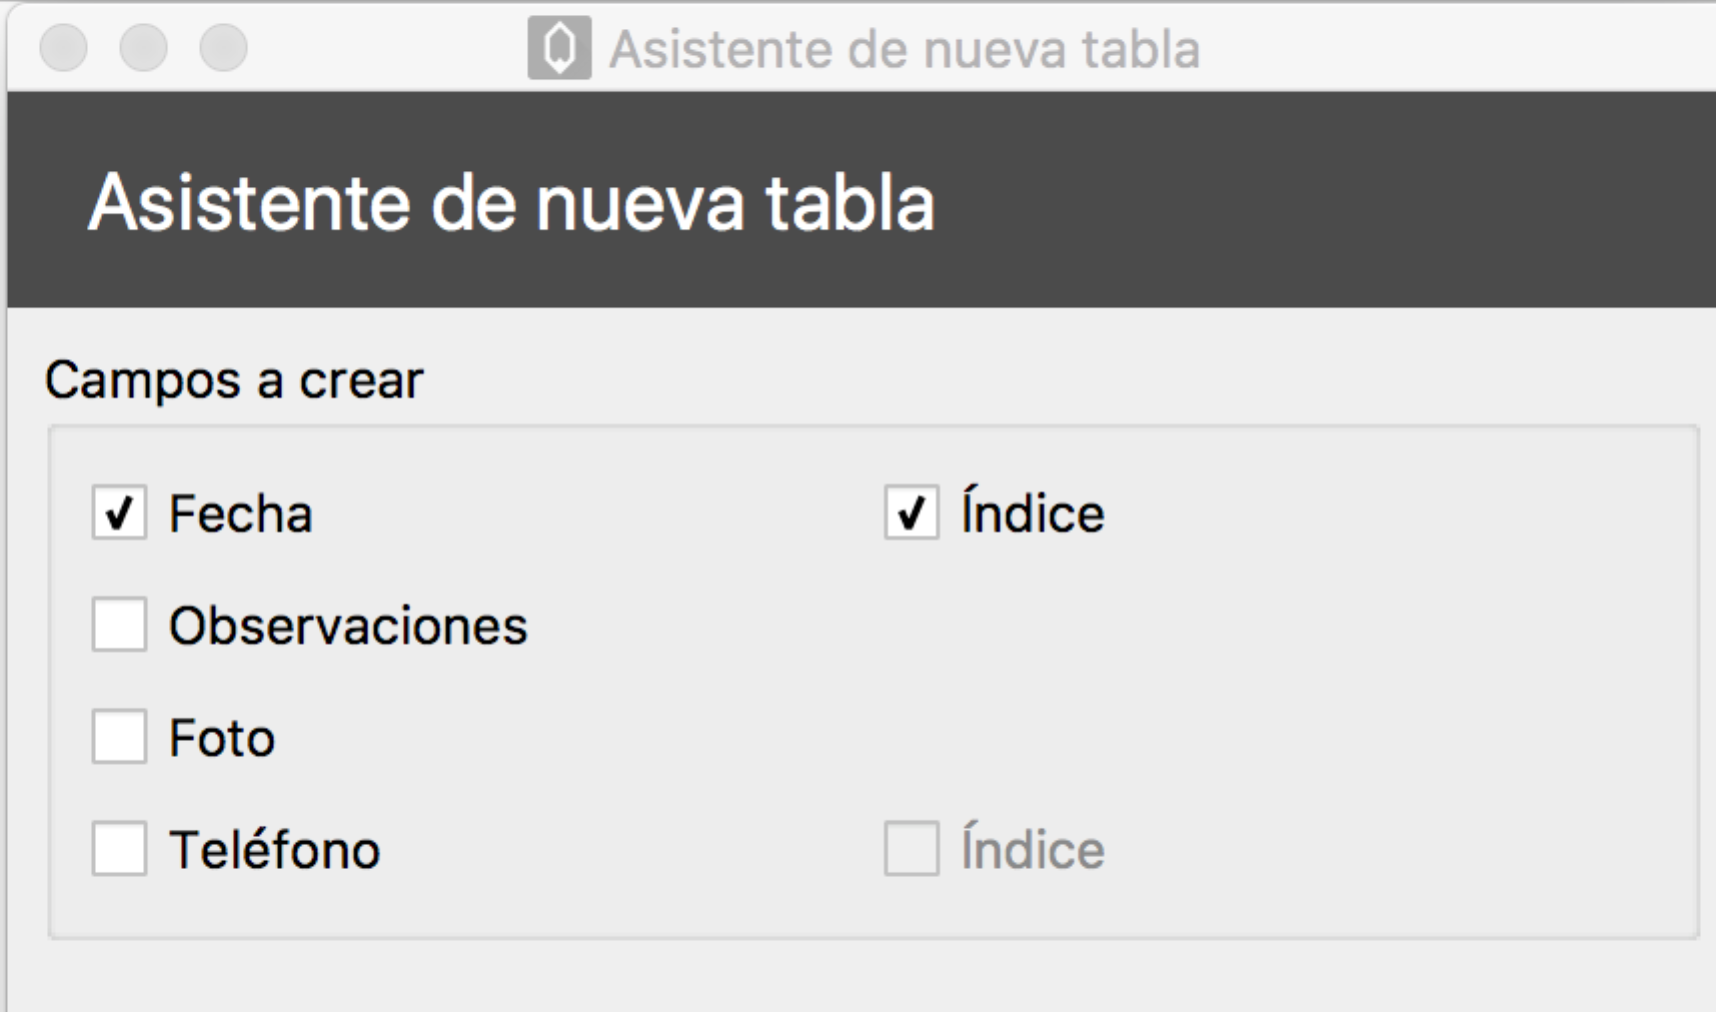 Asistente de nueva tabla
Asistente de nueva tabla
Campos a crear
Fecha Índice
Observaciones
Foto
Teléfono Índice